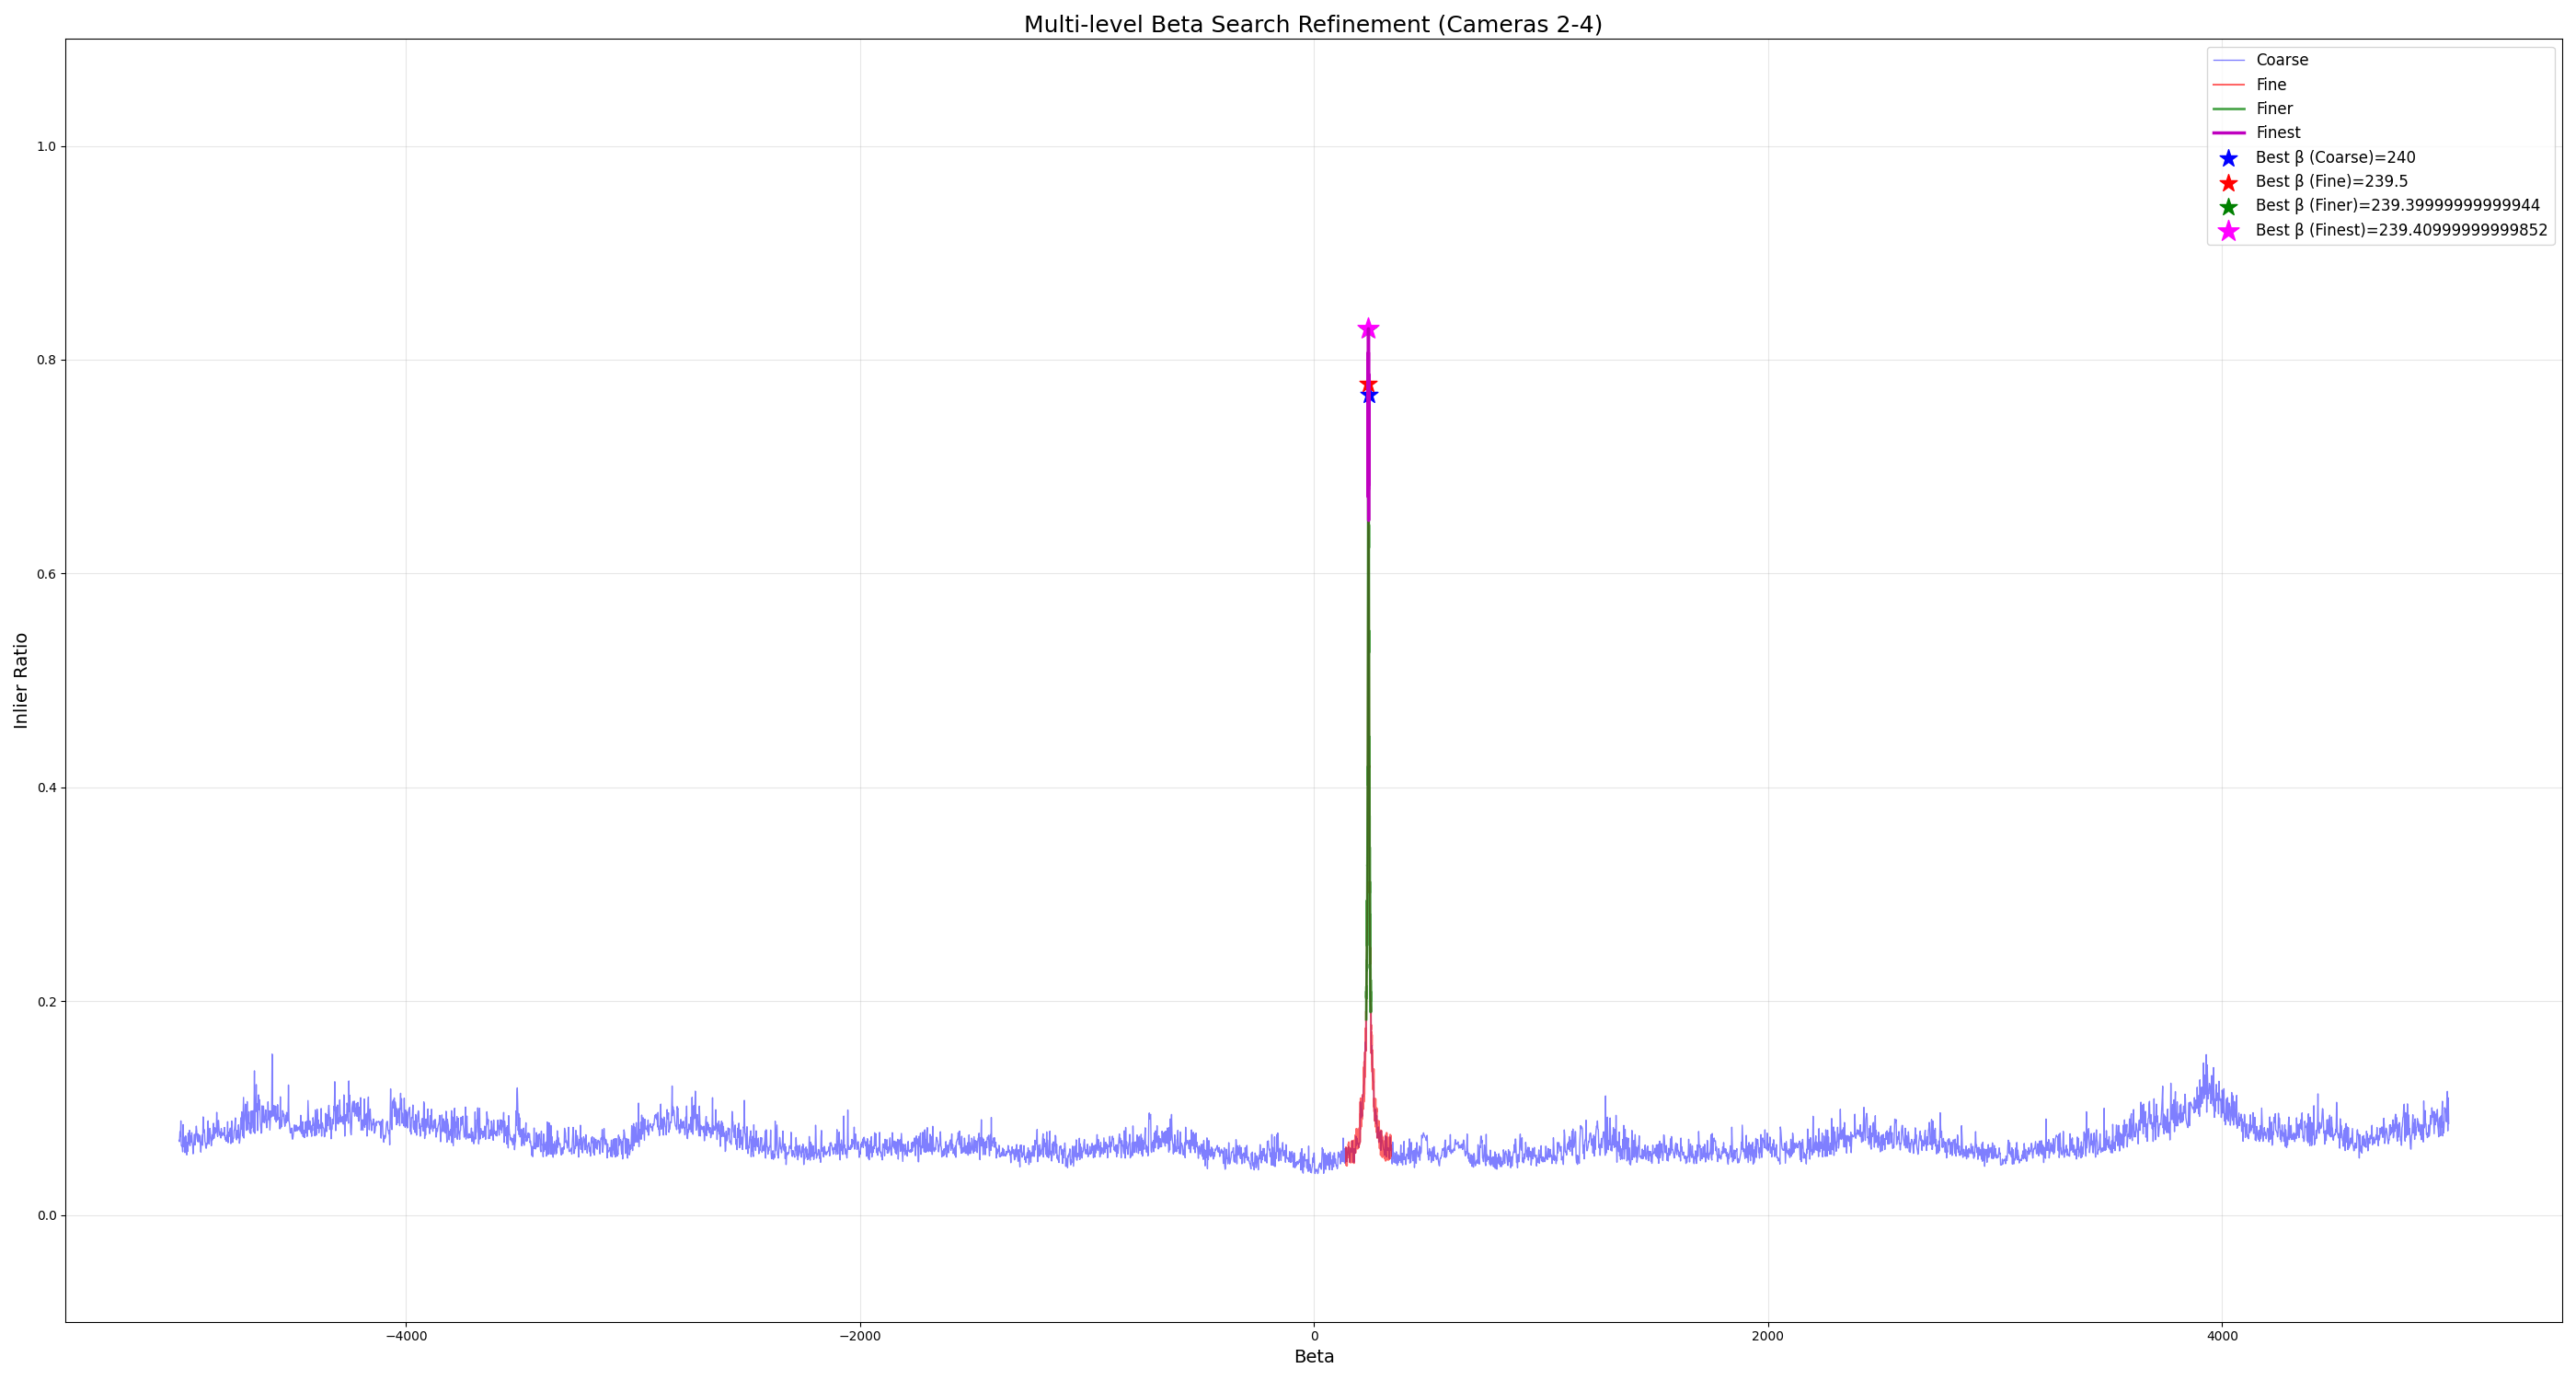 Multi-level Beta Search Refinement (Cameras 2-4)
Coarse
Fine
Finer
Finest
Best β (Coarse)=240
Best β (Fine)=239.5
Best β (Finer)=239.39999999999944
Best β (Finest)=239.40999999999852
Inlier Ratio
1.0
0.8
0.6
0.4
0.2
0.0
−4000
−2000
0
2000
4000
Beta